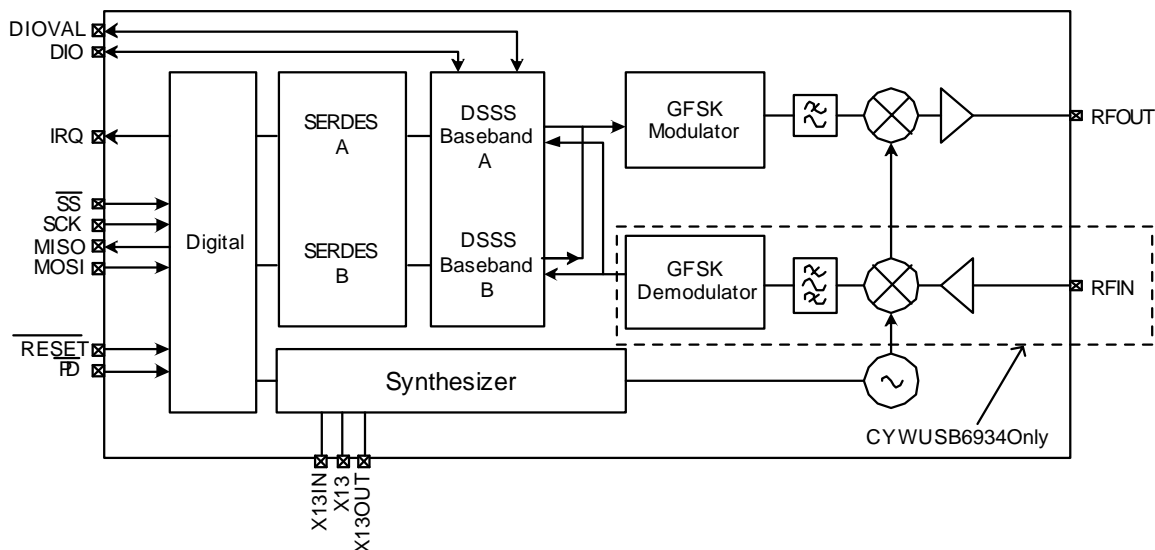 DIOVAL
DIO
IRQ
SS
SCK
MISO
MOSI
RESET
PD
Digital
SERDES
A
SERDES
B
DSSS
Baseband
A
DSSS
Baseband
B
GFSK
Modulator
GFSK
Demodulator
RFOUT
RFIN
Synthesizer
CYWUSB6934Only
X13IN
X13
X13OUT